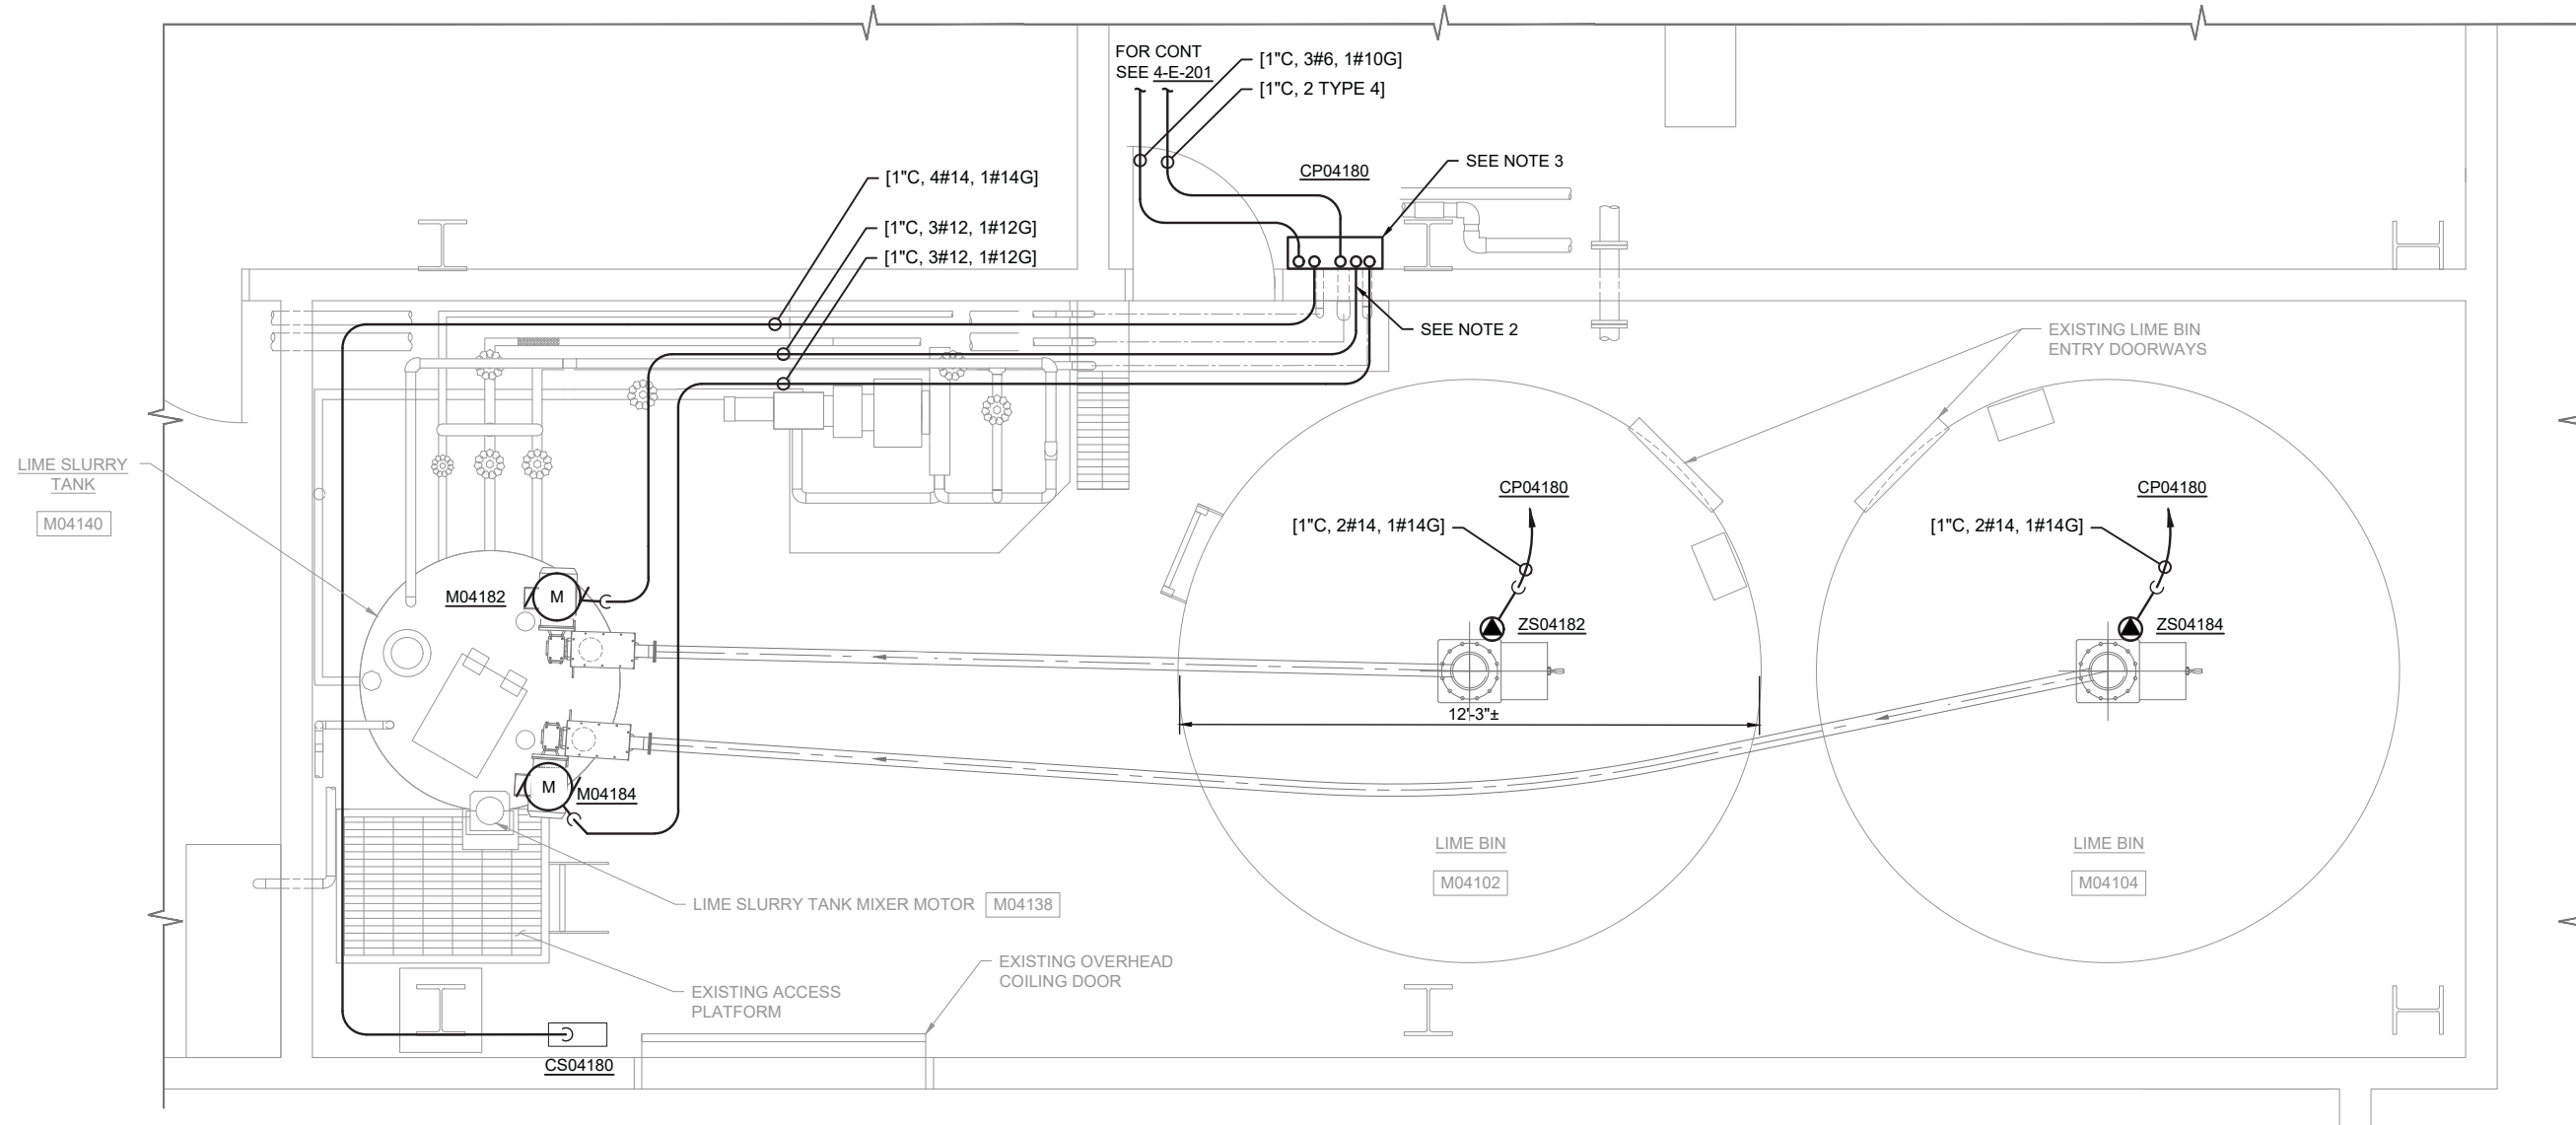 FOR CONT
SEE 4-E-201
[1"C, 3#6, 1#10G]
[1"C, 2 TYPE 4]
CP04180
SEE NOTE 3
[1"C, 4#14, 1#14G]
[1"C, 3#12, 1#12G]
[1"C, 3#12, 1#12G]
SEE NOTE 2
EXISTING LIME BIN
ENTRY DOORWAYS
LIME SLURRY
TANK
M04140
CP04180
[1"C, 2#14, 1#14G]
ZS04182
CP04180
[1"C, 2#14, 1#14G]
ZS04184
M04182
M
M
M04184
12'-3"±
LIME BIN
M04102
LIME BIN
M04104
LIME SLURRY TANK MIXER MOTOR
M04138
EXISTING OVERHEAD
COILING DOOR
EXISTING ACCESS
PLATFORM
CS04180